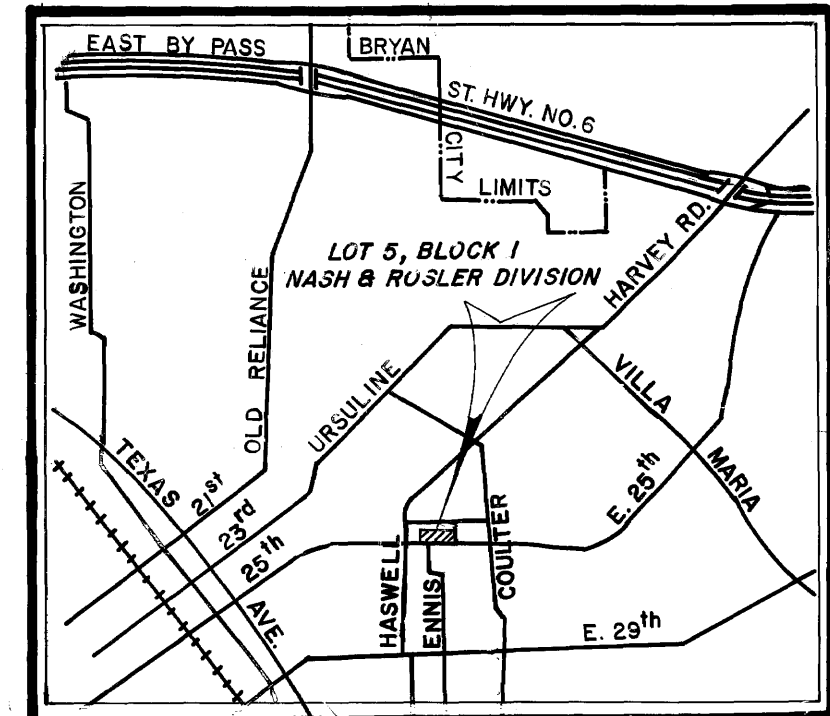 EAST BY PASS
BRYAN
ST. HWY. NO. 6
CITY
LIMITS
WASHINGTON
HARVEY RD.
LOT 5, BLOCK 1
NASH & ROSLER DIVISION
OLD RELIANCE
URSULINE
VILLA
MARIA
TEXAS
AVE.
21st
23rd
25th
E. 25th
HASWELL
ENNIS
COULTER
E. 29th